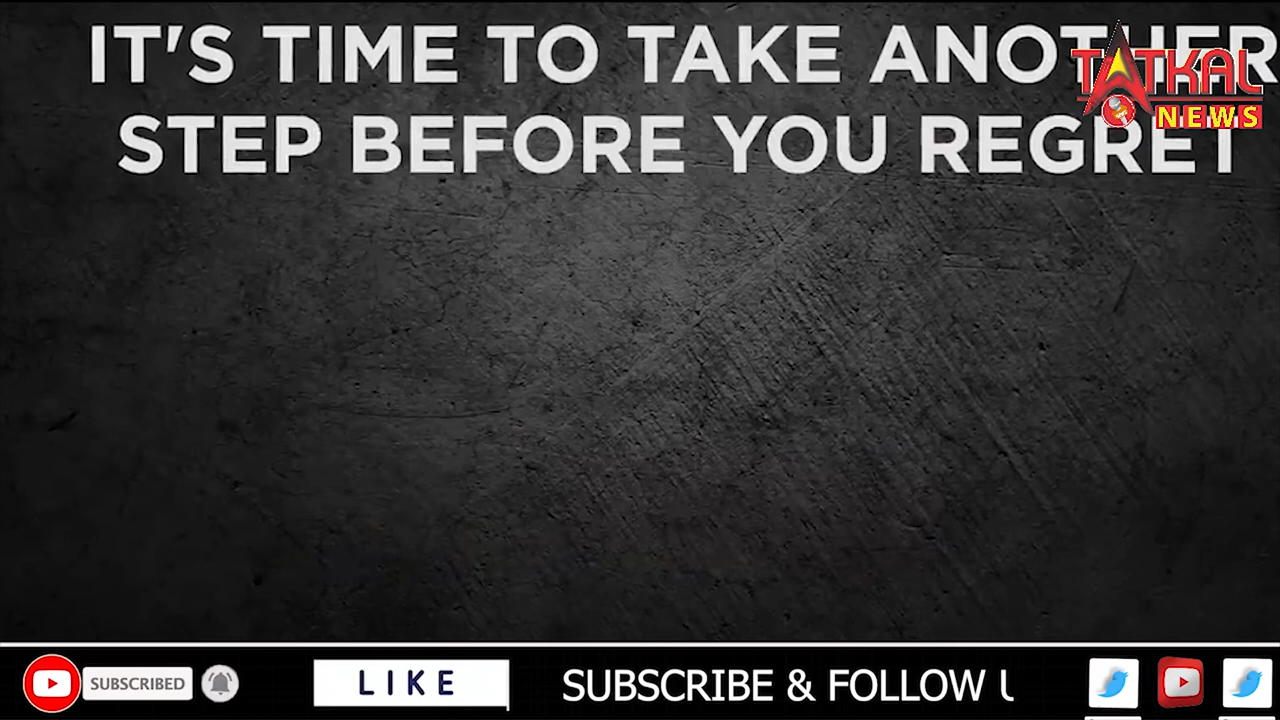 IT'S TIME TO TAKE ANOTHER
STEP BEFORE YOU REGRET
TATKAL
NEWS
SUBSCRIBED
LIKE
SUBSCRIBE & FOLLOW U